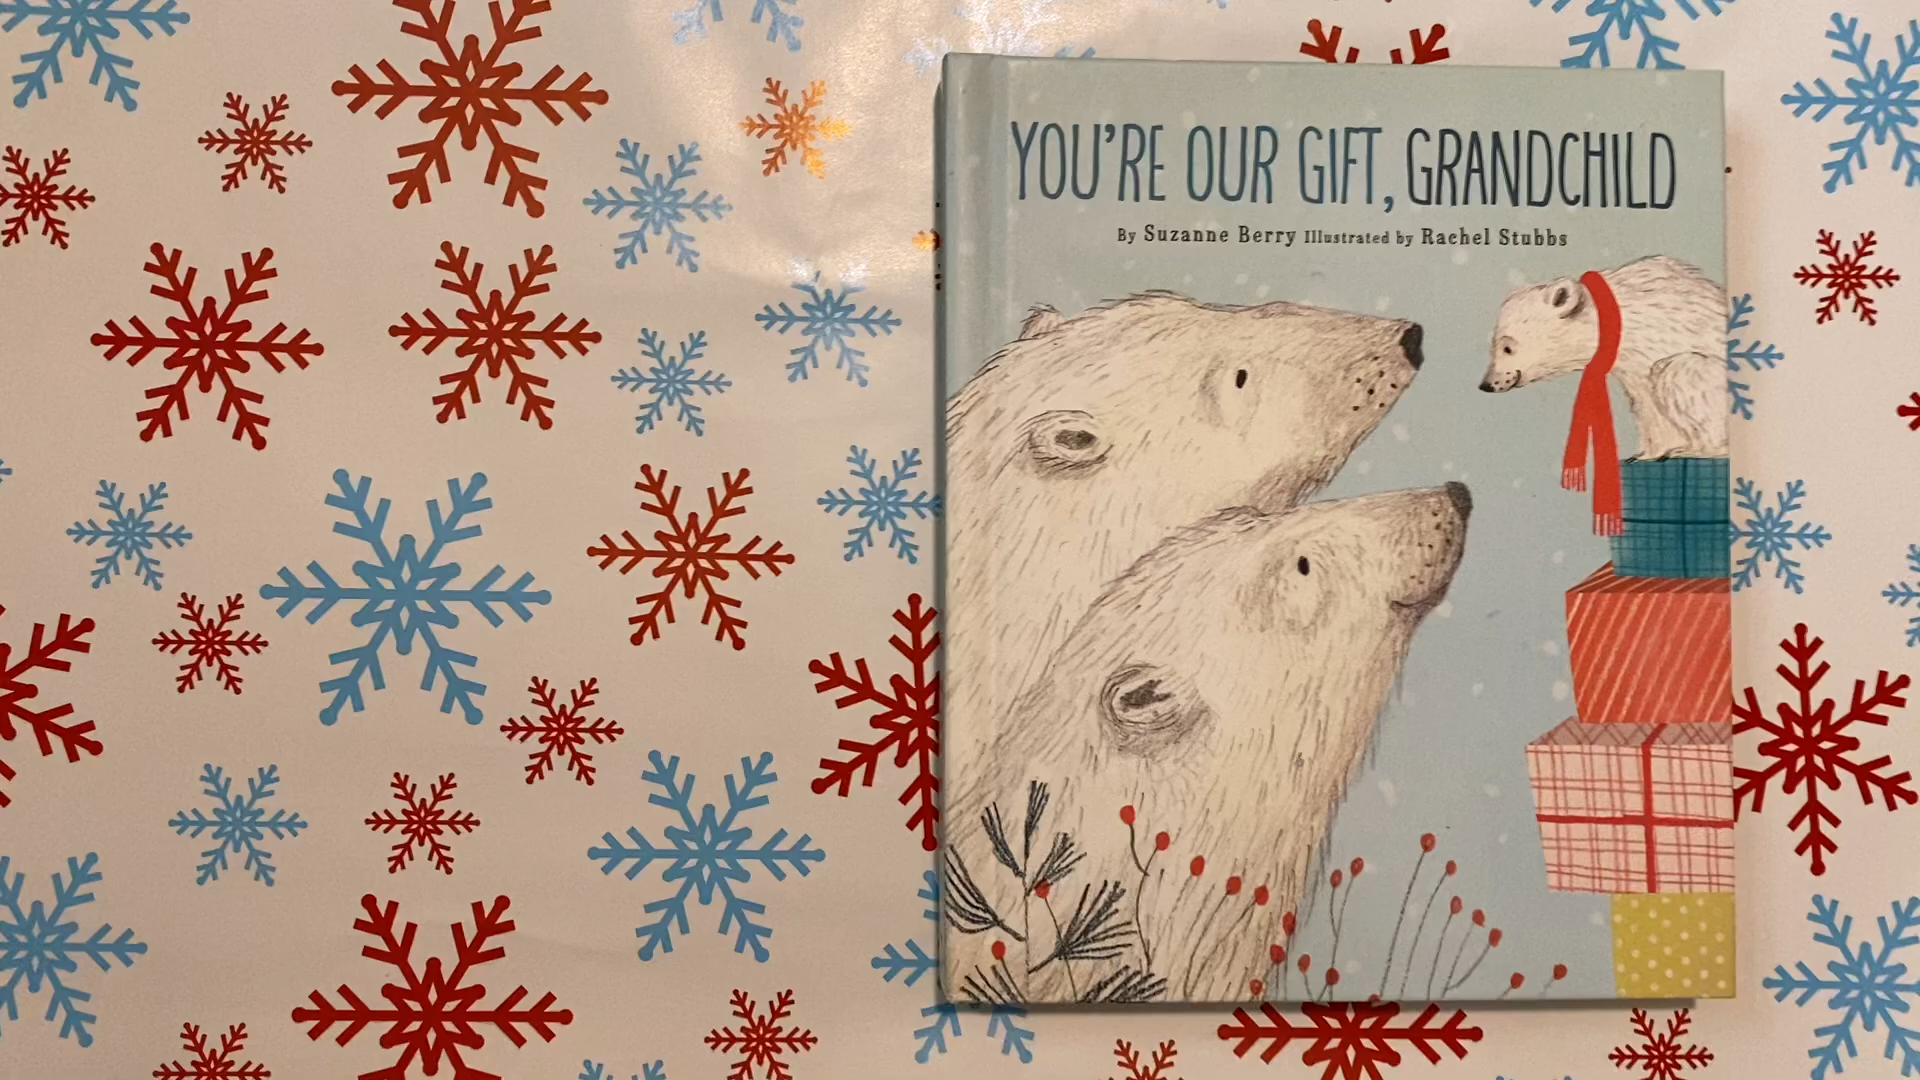 YOU'RE OUR GIFT, GRANDCHILD
By Suzanne Berry Illustrated by Rachel Stubbs